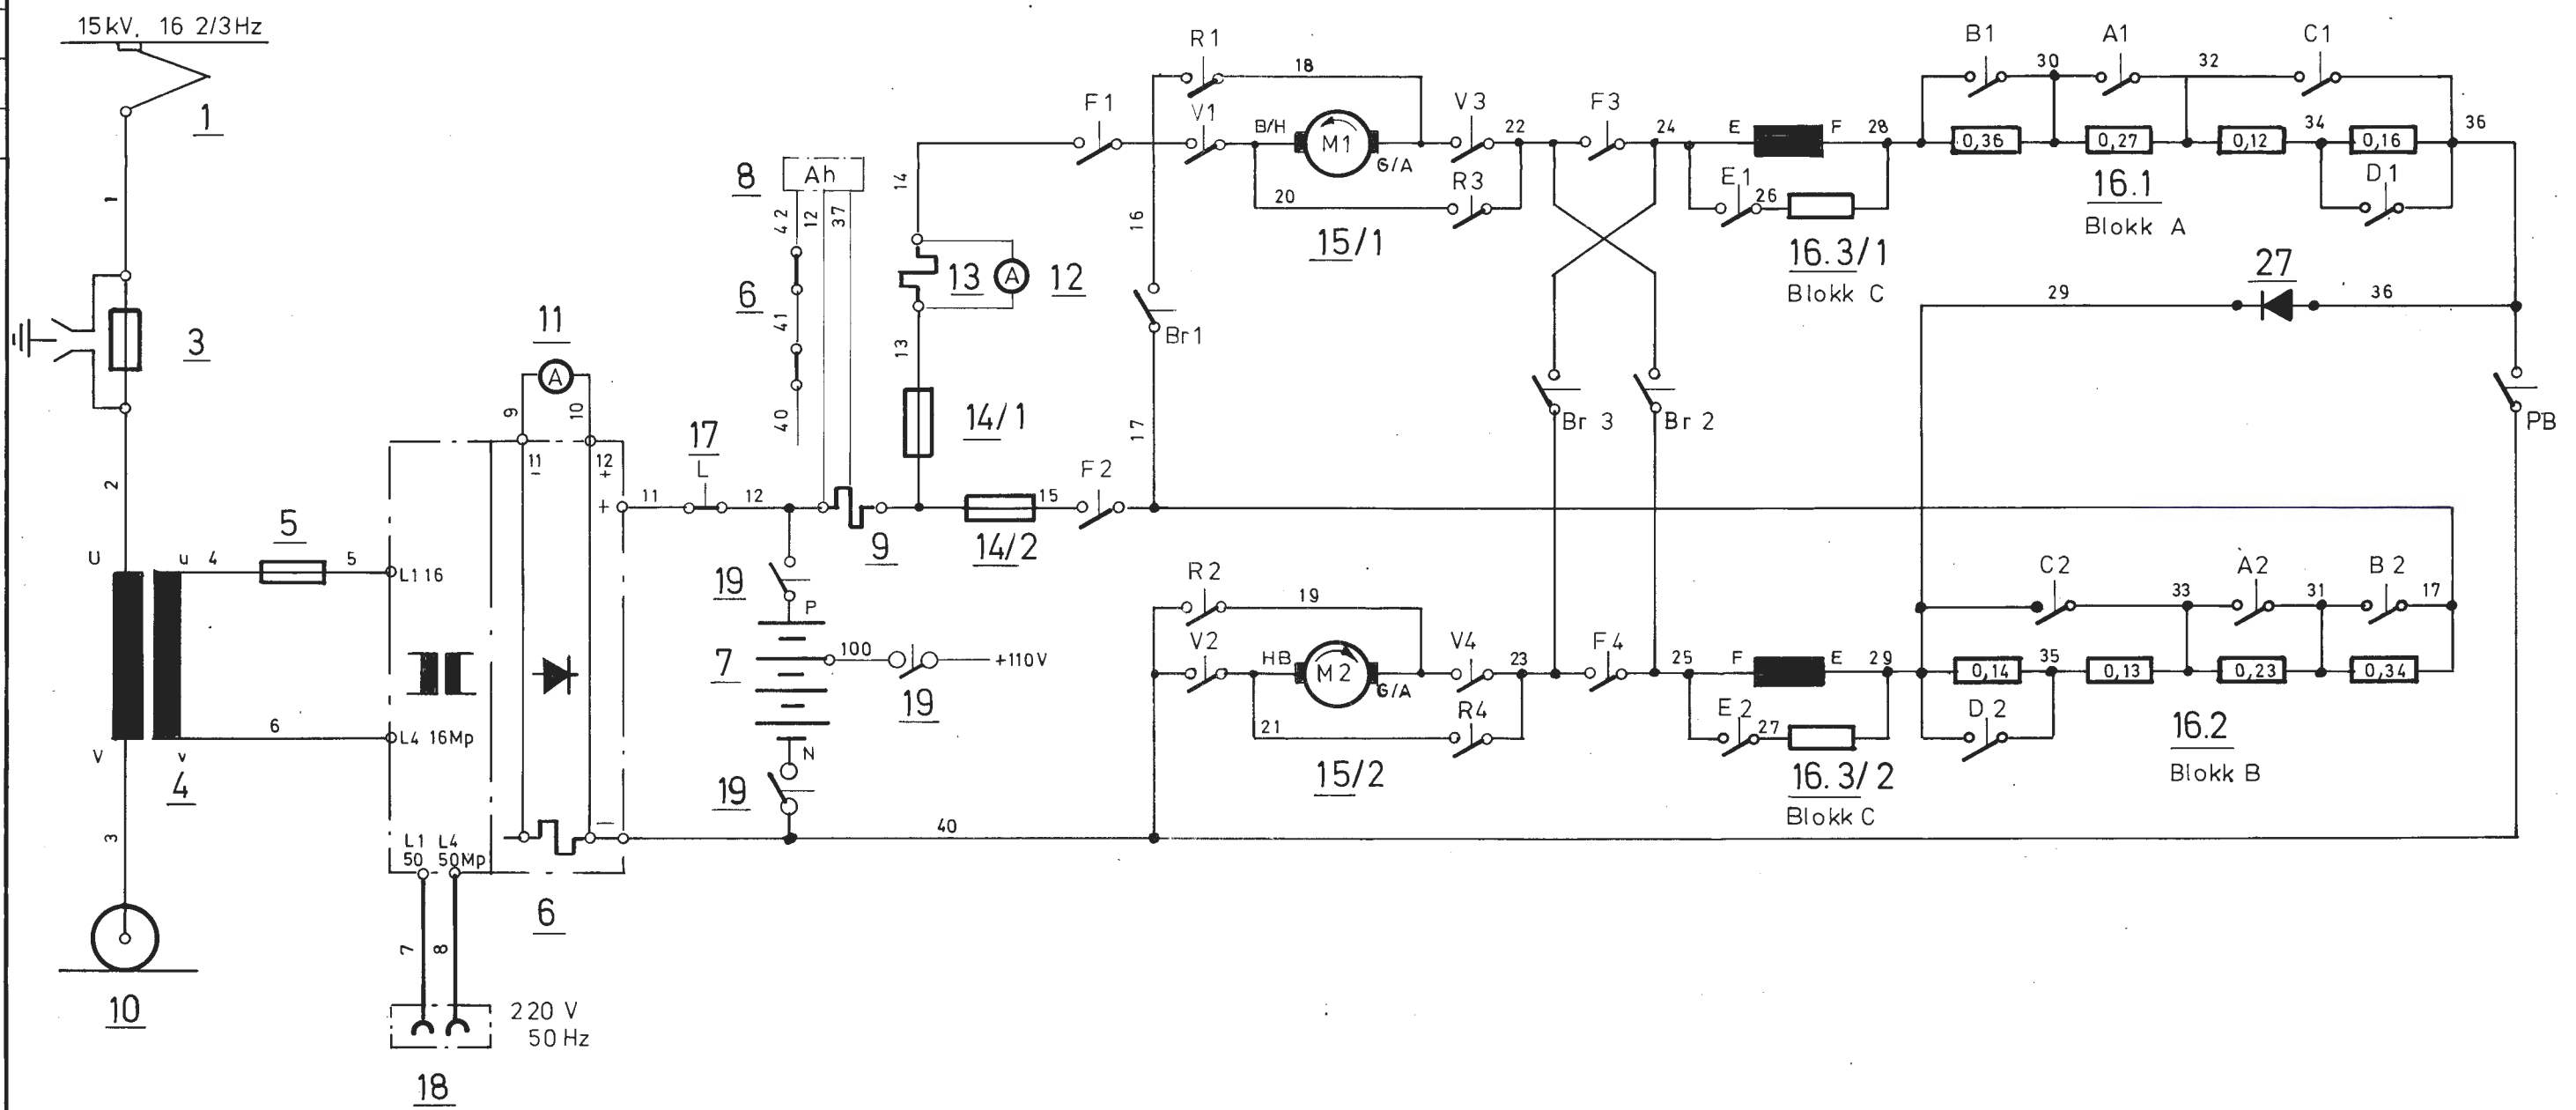 15kV, 16 2/3Hz
1
1
3
2
U
u
4
5
5
L1 16
6
L4 16Mp
V
v
4
3
10
L1 L4
50 50Mp
7
8
220 V
50 Hz
18
6
11
A
9
10
11
-
12
+
+
-
11
17
L
12
8
Ah
42
12
37
6
41
40
19
P
7
100
+110V
19
N
19
40
9
14
13
A
12
13
14/1
14/2
15
F2
F1
16
Br1
17
R1
18
V1
B/H
M1
G/A
20
15/1
V3
22
R3
F3
24
E
F
28
E1
26
16.3/1
Blokk C
B1
30
A1
32
C1
0,36
0,27
0,12
34
0,16
36
D1
16.1
Blokk A
27
29
36
PB
Br 3
Br 2
R2
19
V2
HB
M2
G/A
21
15/2
V4
23
R4
F4
25
F
E
29
E2
27
16.3/2
Blokk C
C2
33
A2
31
B2
17
0,14
35
0,13
0,23
0,34
D2
16.2
Blokk B